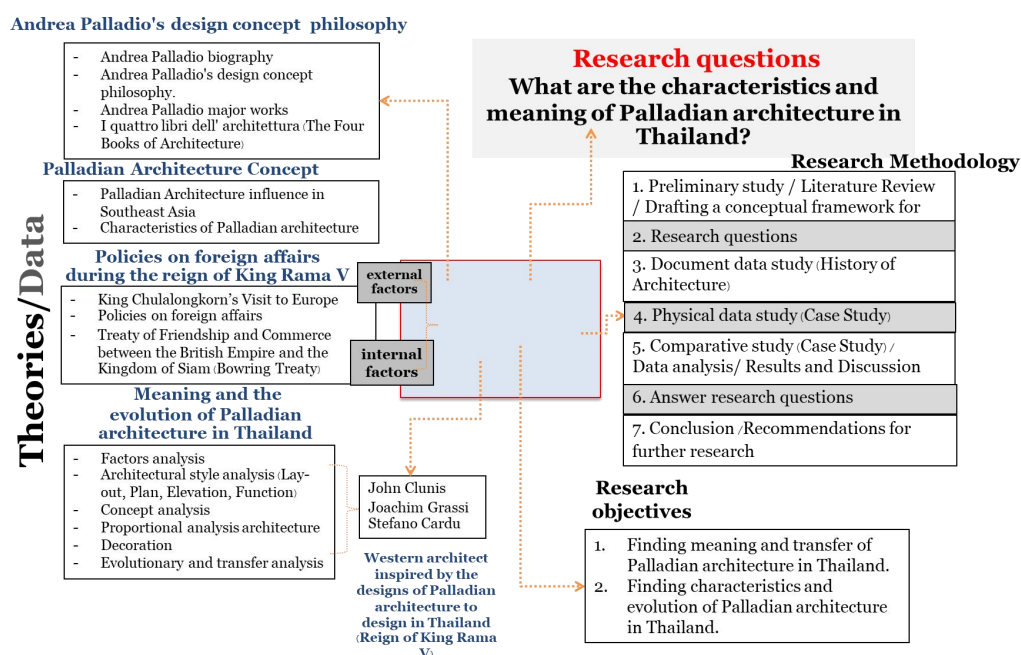 Andrea Palladio's design concept philosophy
- Andrea Palladio biography
- Andrea Palladio's design concept
philosophy.
- Andrea Palladio major works
- I quattro libri dell' architettura (The Four
Books of Architecture)
Palladian Architecture Concept
- Palladian Architecture influence in
Southeast Asia
- Characteristics of Palladian architecture
Policies on foreign affairs
during the reign of King Rama V
- King Chulalongkorn's Visit to Europe
- Policies on foreign affairs
- Treaty of Friendship and Commerce
between the British Empire and the
Kingdom of Siam (Bowring Treaty)
Meaning and the
evolution of Palladian
architecture in Thailand
- Factors analysis
- Architectural style analysis (Lay-
out, Plan, Elevation, Function)
- Concept analysis
- Proportional analysis architecture
- Decoration
- Evolutionary and transfer analysis
Theories/Data
external
factors
internal
factors
John Clunis
Joachim Grassi
Stefano Cardu
Western architect
inspired by the
designs of Palladian
architecture to
design in Thailand
(Reign of King Rama
V)
Research questions
What are the characteristics and
meaning of Palladian architecture in
Thailand?
Research Methodology
1. Preliminary study / Literature Review
/ Drafting a conceptual framework for
2. Research questions
3. Document data study (History of
Architecture)
4. Physical data study (Case Study)
5. Comparative study (Case Study) /
Data analysis/ Results and Discussion
6. Answer research questions
7. Conclusion /Recommendations for
further research
Research
objectives
1. Finding meaning and transfer of
Palladian architecture in Thailand.
2. Finding characteristics and
evolution of Palladian architecture
in Thailand.